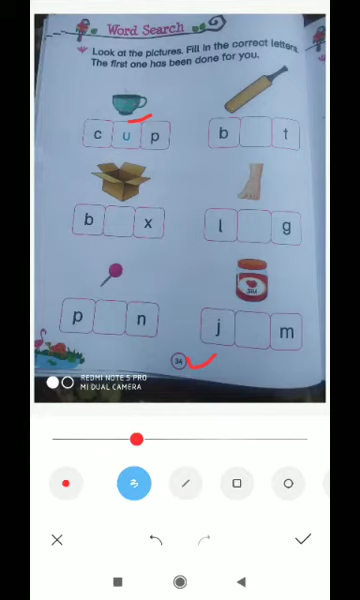 Word Search
Look at the pictures. Fill in the correct letters.
The first one has been done for you.
c u p
b t
b x
l g
p n
j m
34
REDMI NOTE 5 PRO
MI DUAL CAMERA